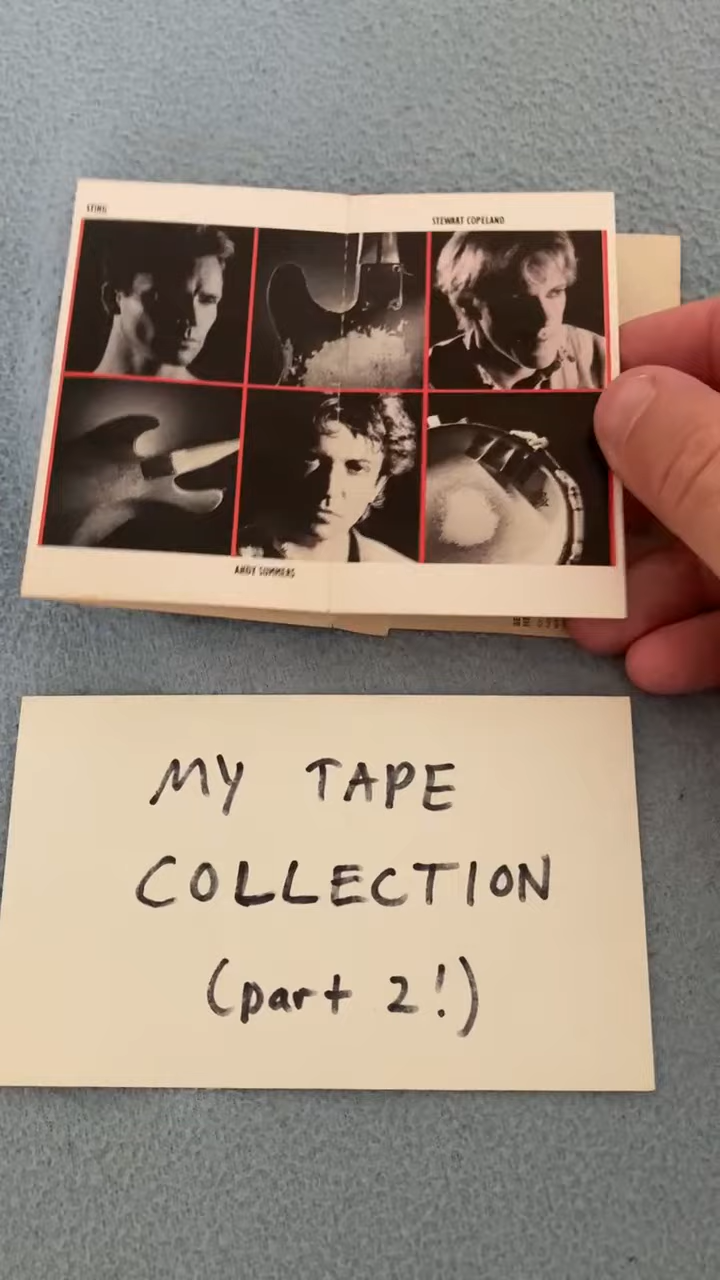 STING
STEWART COPELAND
ANDY SUMMERS
MY TAPE
COLLECTION
(part 2!)